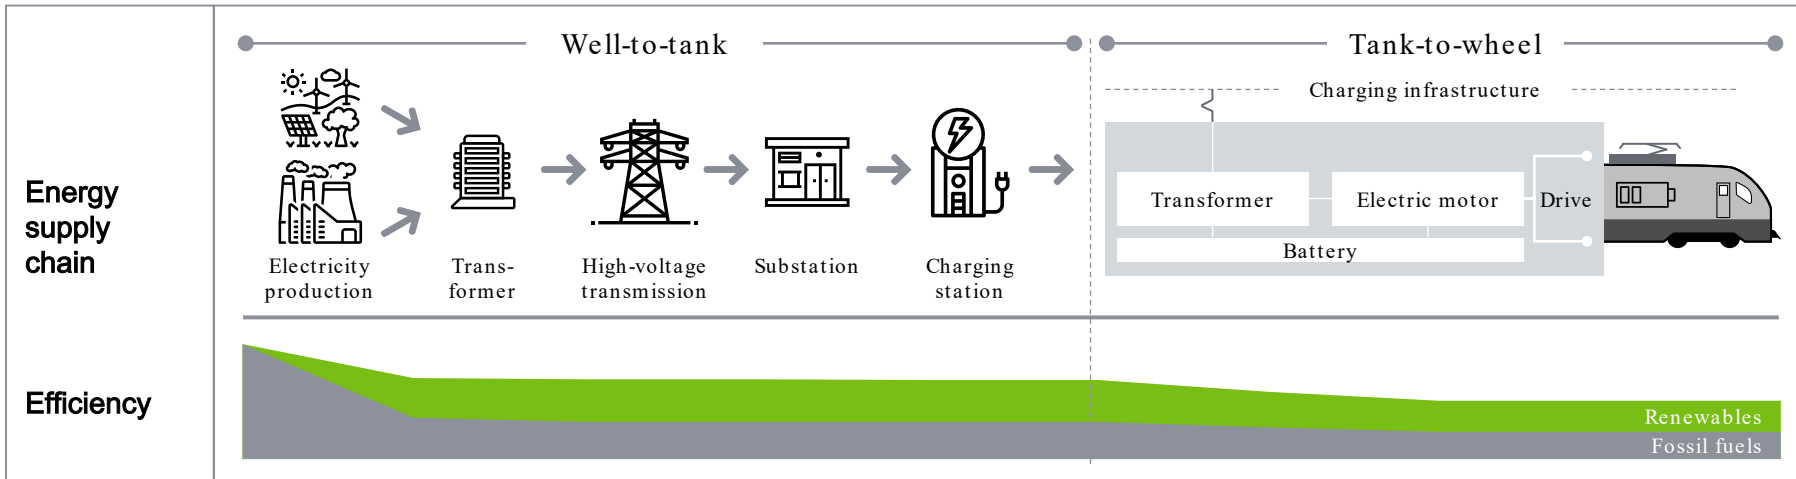 Energy
supply
chain
Well-to-tank
Tank-to-wheel
Charging infrastructure
Transformer
Electric motor
Drive
Battery
Electricity
production
Trans-
former
High-voltage
transmission
Substation
Charging
station
Efficiency
Renewables
Fossil fuels